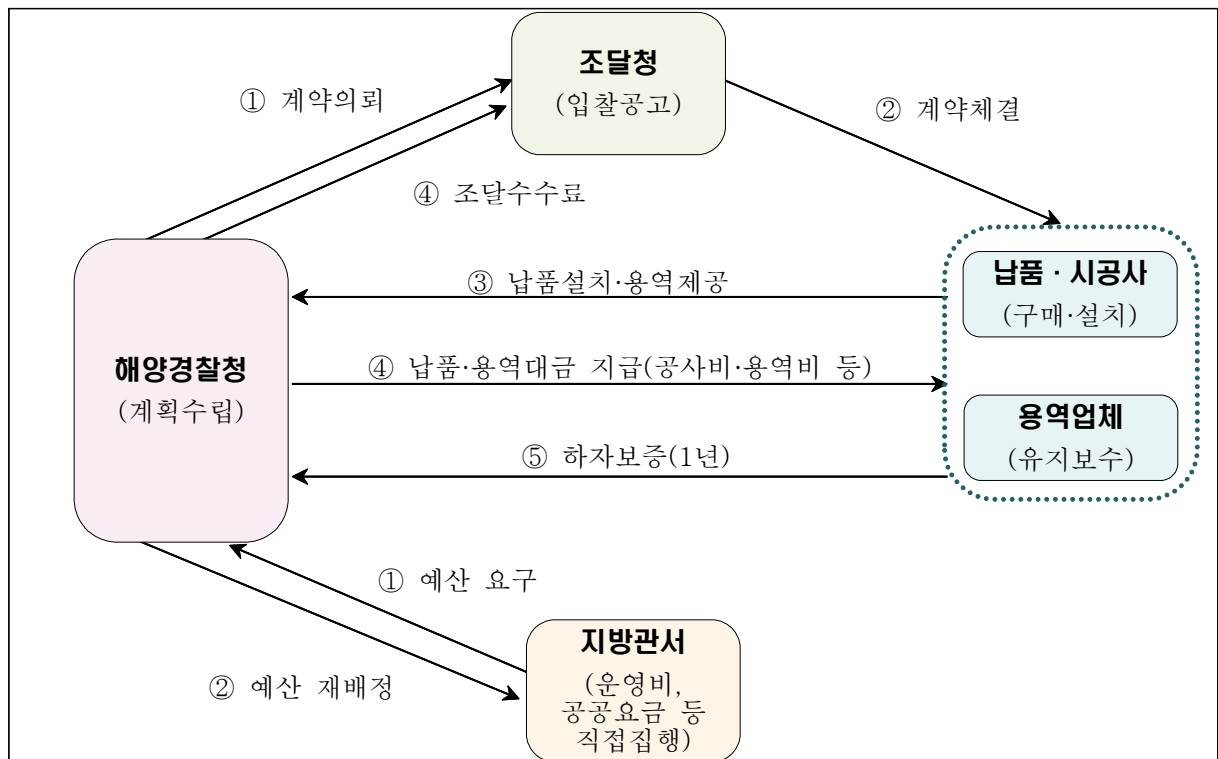 조달청
(입찰공고)
① 계약의뢰
② 계약체결
④ 조달수수료
납품 · 시공사
(구매·설치)
③ 납품설치·용역제공
해양경찰청
(계획수립)
④ 납품·용역대금 지급(공사비·용역비 등)
용역업체
(유지보수)
⑤ 하자보증(1년)
① 예산 요구
지방관서
(운영비,
공공요금 등
직접집행)
② 예산 재배정